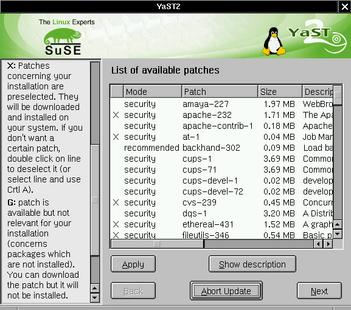 YaST2
The Linux Experts
SuSE
YaST
2
X: Patches
concerning your
installation are
preselected. They
will be downloaded
and installed on
your system. If you
don't want a
certain patch,
double click on line
to deselect it (or
select line and use
Crtl A).
G: patch is
available but not
relevant for your
installation
(concerns
packages which
are not installed).
You can download
the patch but it will
not be installed.
List of available patches
Mode Patch Size Descrip
security amaya-227 1.97 MB WebBro
X security apache-232 1.71 MB The Apa
security apache-contrib-1 0.18 MB Apache
X security at-1 0.04 MB Job Mar
recommended backhand-302 0.09 MB Load ba
security cups-1 3.69 MB Common
security cups-71 3.69 MB Common
security cups-devel-1 0.02 MB develop
security cups-devel-72 0.02 MB develop
X security cvs-239 0.45 MB Concurr
security dqs-1 3.20 MB A Distrib
X security ethereal-431 1.52 MB A graph
X security fileutils-346 0.54 MB Basic p
Apply Show description
Back Abort Update Next